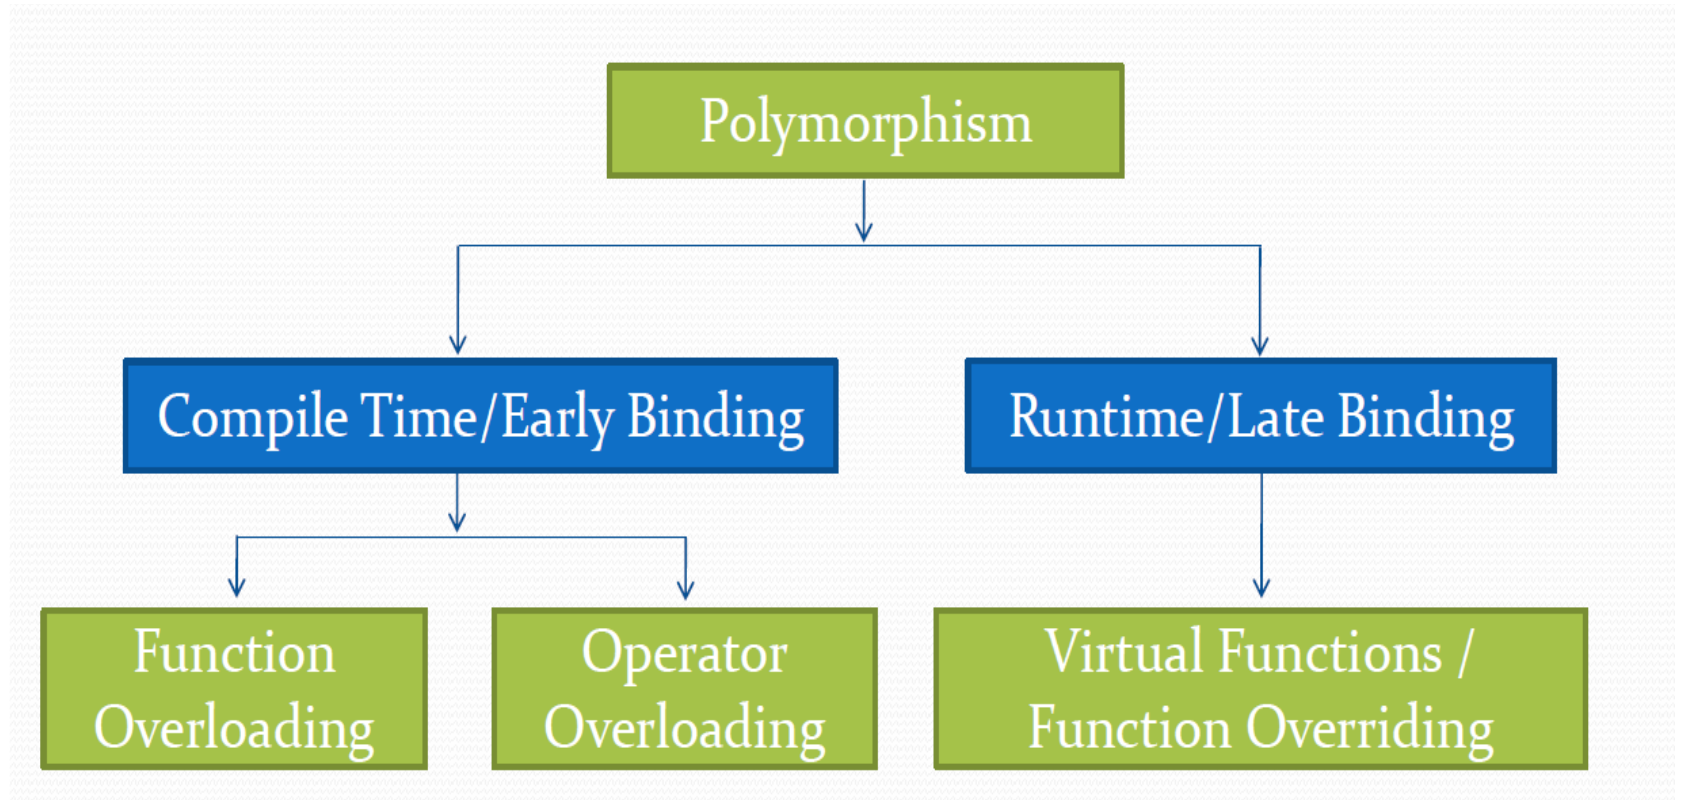 Polymorphism
Compile Time/Early Binding
Runtime/Late Binding
Function
Overloading
Operator
Overloading
Virtual Functions /
Function Overriding